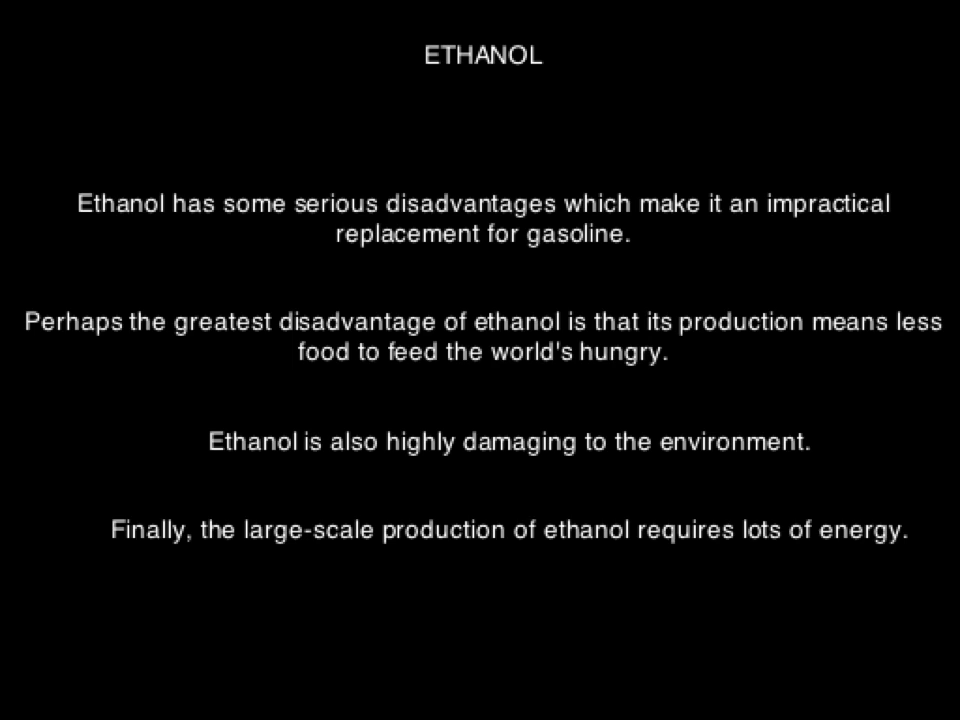 ETHANOL
Ethanol has some serious disadvantages which make it an impractical
replacement for gasoline.
Perhaps the greatest disadvantage of ethanol is that its production means less
food to feed the world's hungry.
Ethanol is also highly damaging to the environment.
Finally, the large-scale production of ethanol requires lots of energy.